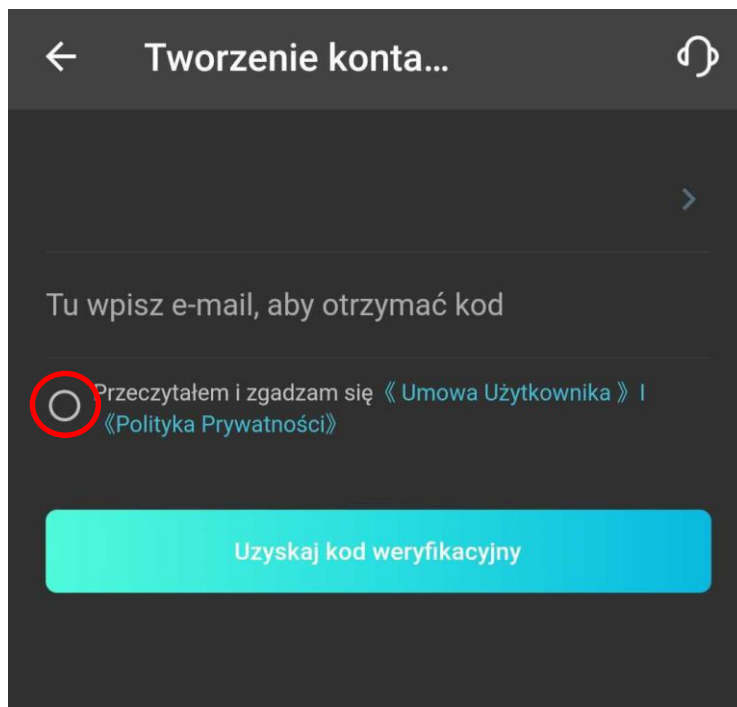 Tworzenie konta...
Tu wpisz e-mail, aby otrzymać kod
Przeczytałem i zgadzam się《 Umowa Użytkownika 》I
《Polityka Prywatności》
Uzyskaj kod weryfikacyjny